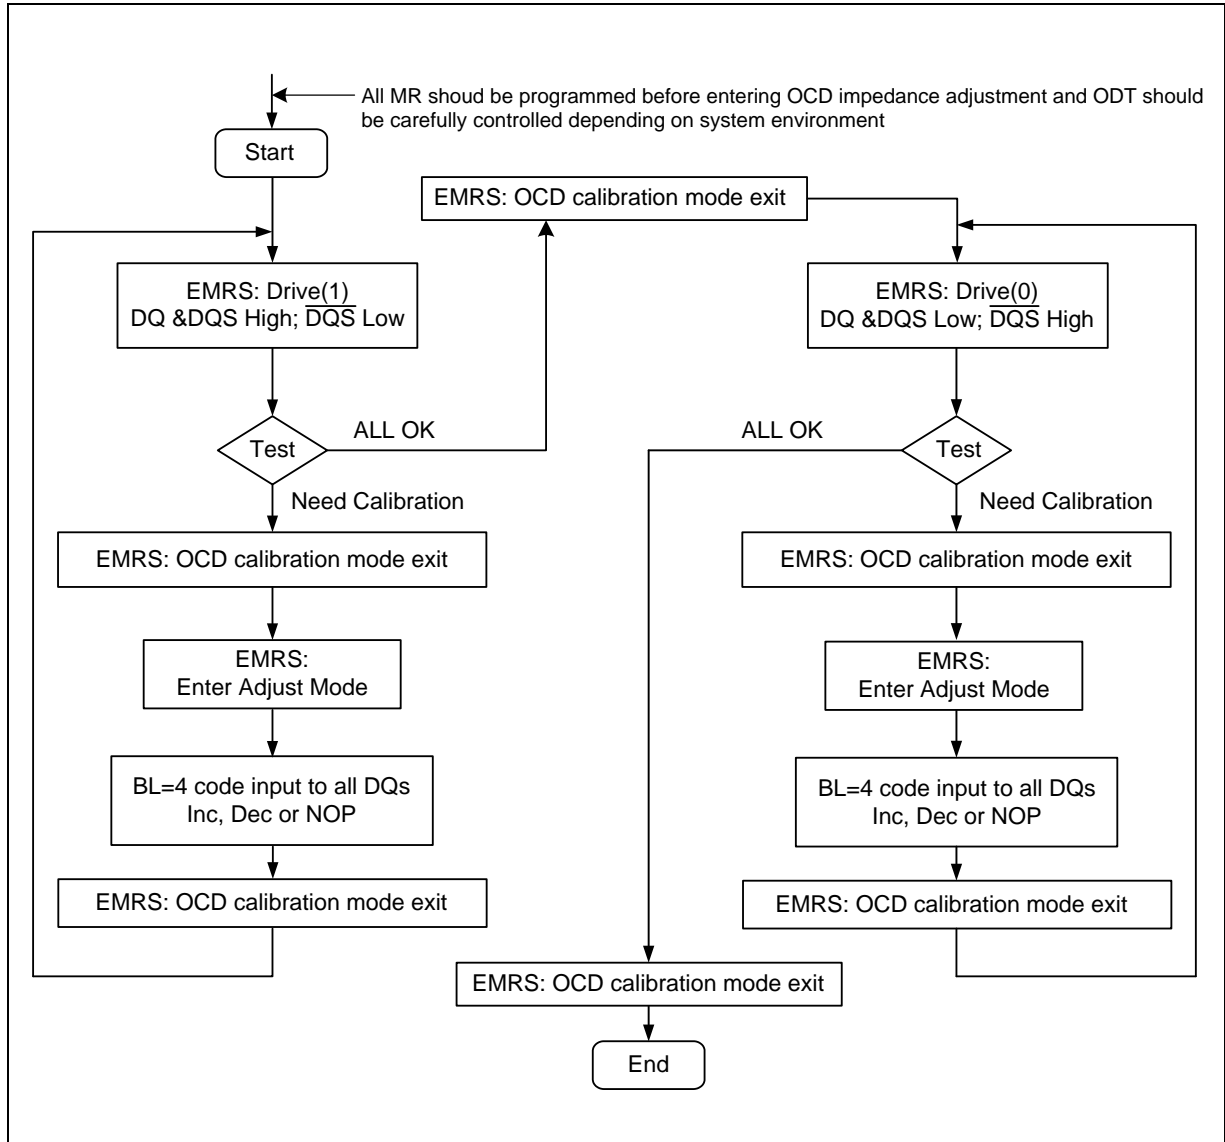 All MR shoud be programmed before entering OCD impedance adjustment and ODT should
be carefully controlled depending on system environment
Start
EMRS: OCD calibration mode exit
EMRS: Drive(1)
DQ &DQS High; D̅Q̅S̅ Low
Test
ALL OK
Need Calibration
EMRS: OCD calibration mode exit
EMRS:
Enter Adjust Mode
BL=4 code input to all DQs
Inc, Dec or NOP
EMRS: OCD calibration mode exit
EMRS: Drive(0)
DQ &DQS Low; D̅Q̅S̅ High
ALL OK
Test
Need Calibration
EMRS: OCD calibration mode exit
EMRS:
Enter Adjust Mode
BL=4 code input to all DQs
Inc, Dec or NOP
EMRS: OCD calibration mode exit
EMRS: OCD calibration mode exit
End